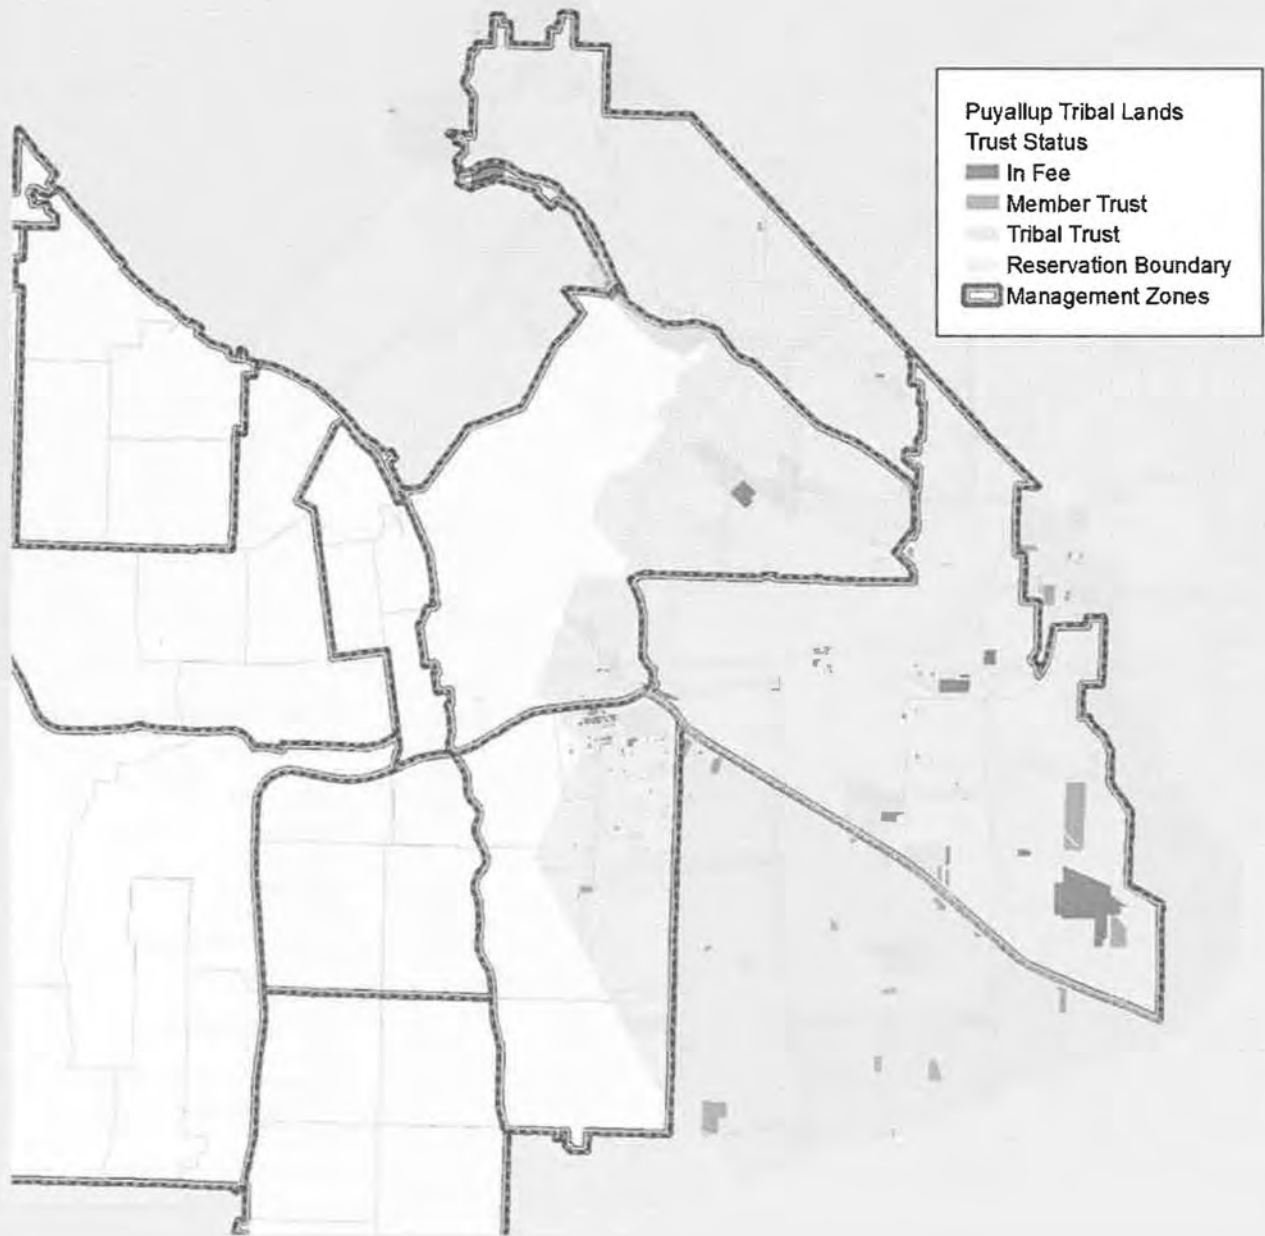 Puyallup Tribal Lands
Trust Status
In Fee
Member Trust
Tribal Trust
Reservation Boundary
Management Zones